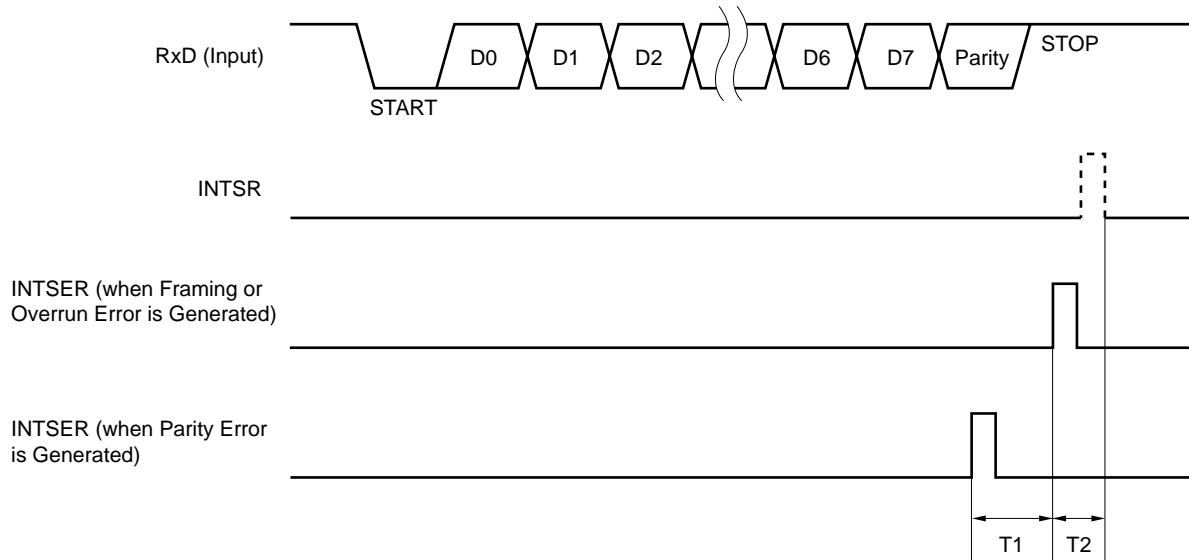 RxD (Input)
D0
D1
D2
D6
D7
Parity
STOP
START
INTSR
INTSER (when Framing or
Overrun Error is Generated)
INTSER (when Parity Error
is Generated)
T1
T2